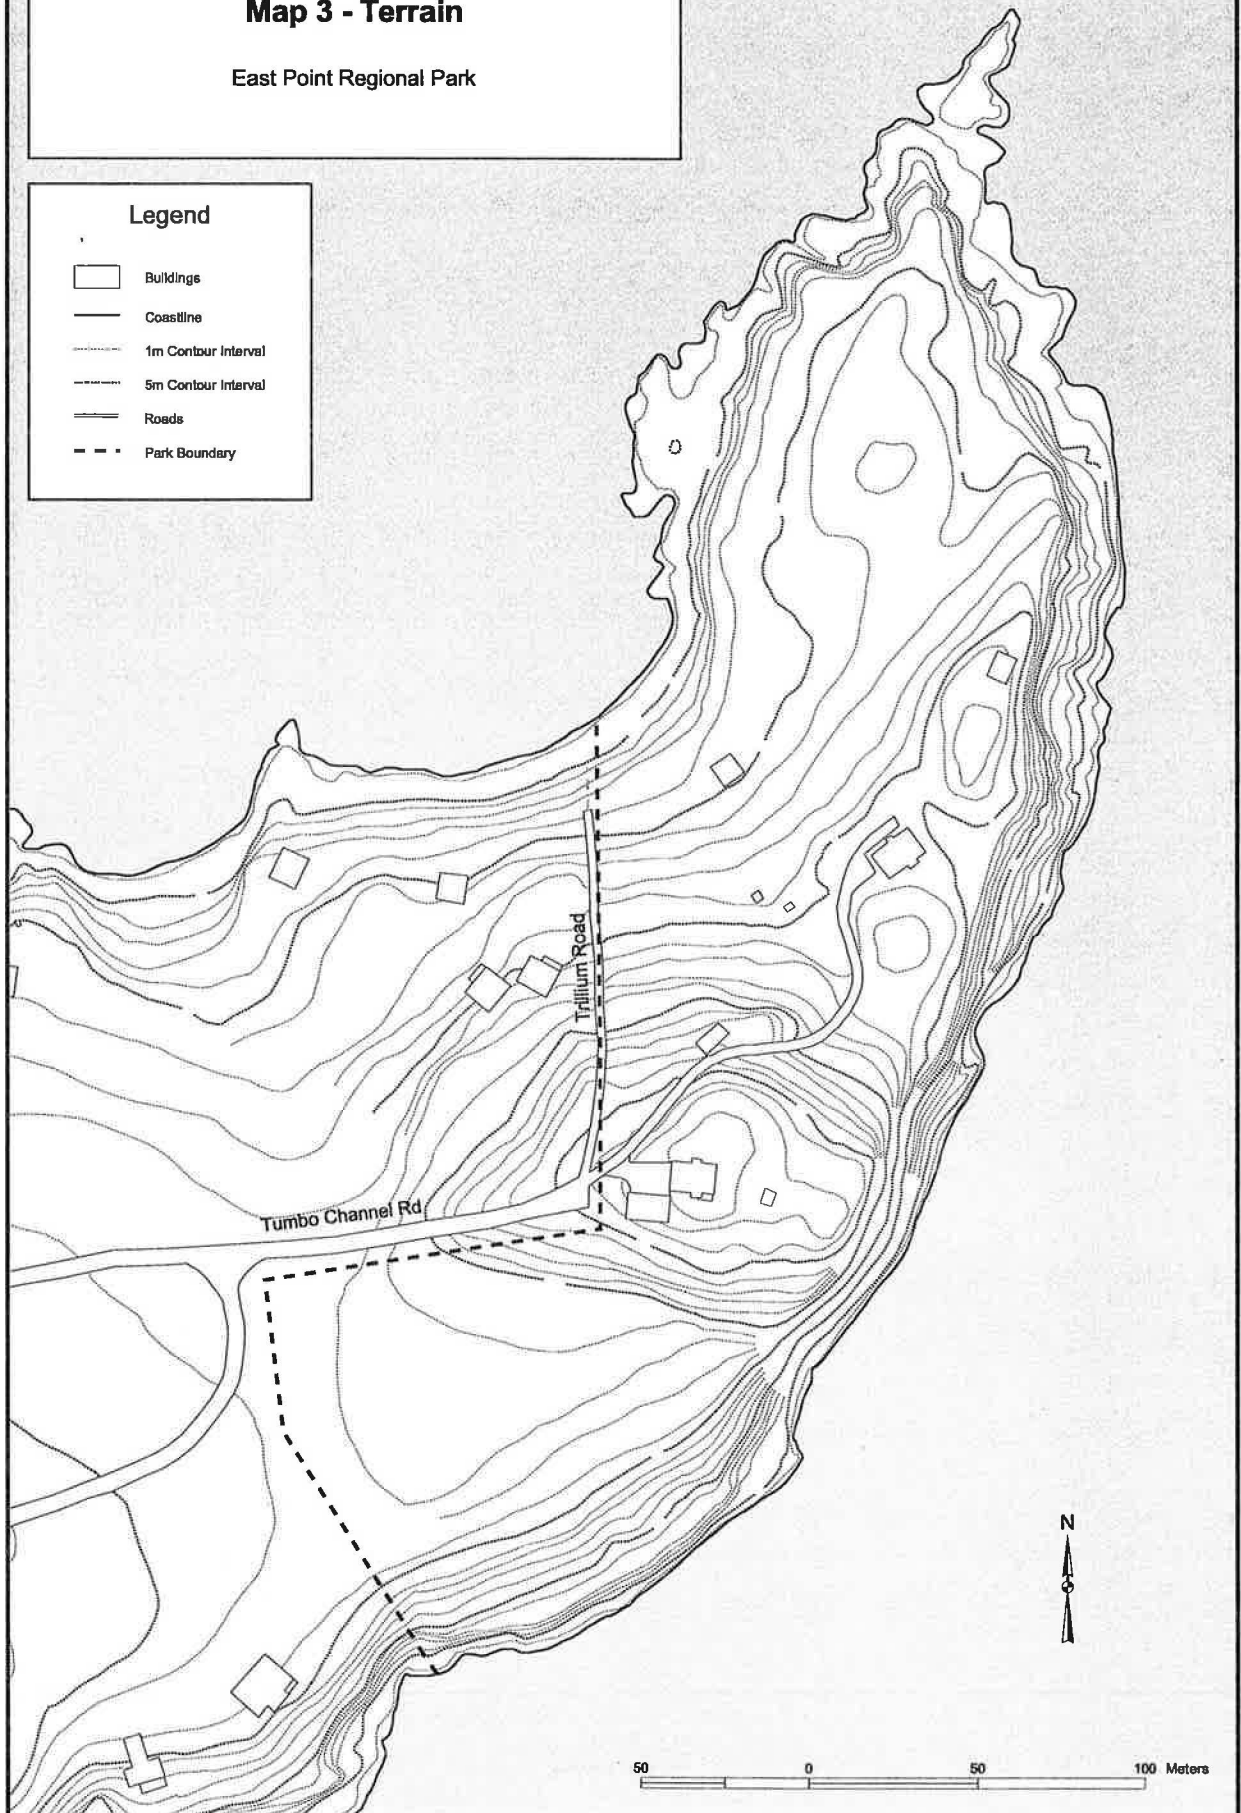 Map 3 - Terrain
East Point Regional Park
Legend
Buildings
Coastline
1m Contour Interval
5m Contour Interval
Roads
Park Boundary
Trillium Road
Tumbo Channel Rd
N
50 0 50 100 Meters